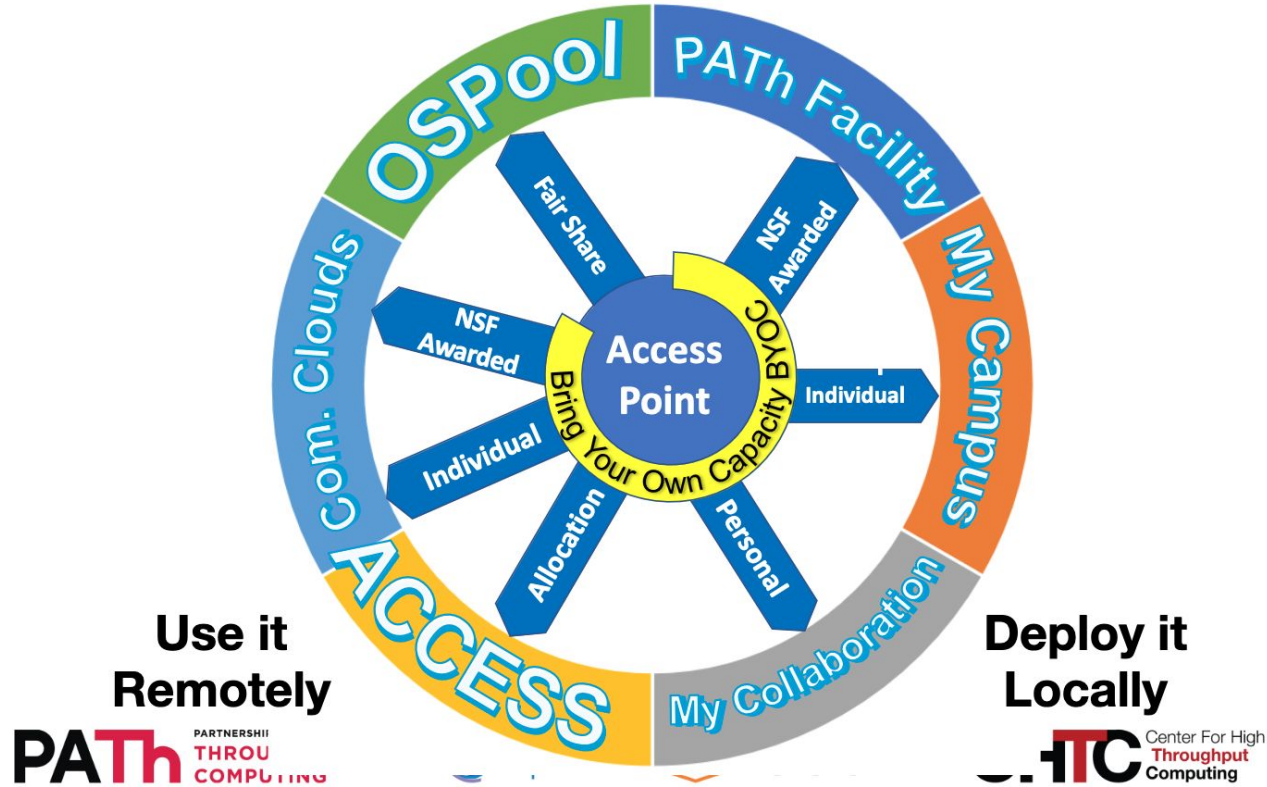 OSPool
PATh Facility
My Campus
My Collaboration
ACCESS
Com. Clouds
Fair Share
NSF
Awarded
NSF
Awarded
Individual
Individual
Allocation
Personal
Access
Point
Bring Your Own Capacity BYOC
Use it
Remotely
Deploy it
Locally
PATh
PARTNERSHI
THROU
COMPUTING
HTC
Center For High
Throughput
Computing